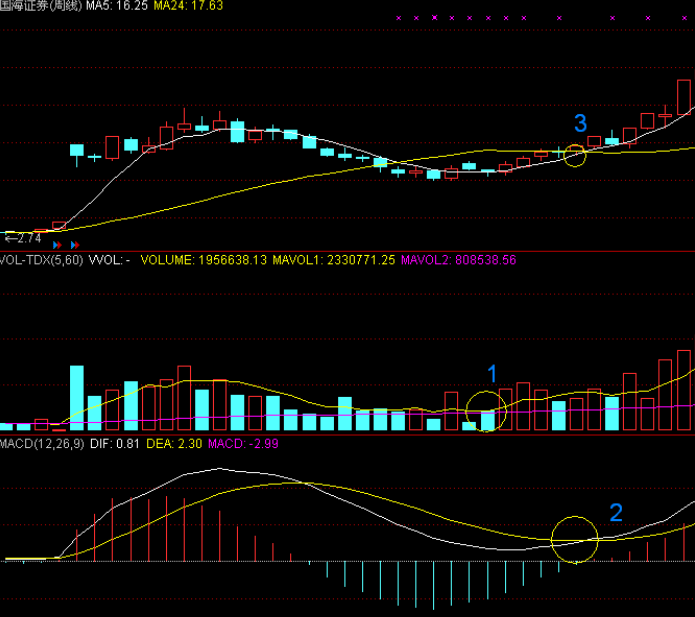 国海证券(周线) MA5: 16.25 MA24: 17.63
3
←2.74
VOL-TDX(5,60) VVOL: - VOLUME: 1956638.13 MAVOL1: 2330771.25 MAVOL2: 808538.56
1
MACD(12,26,9) DIF: 0.81 DEA: 2.30 MACD: -2.99
2